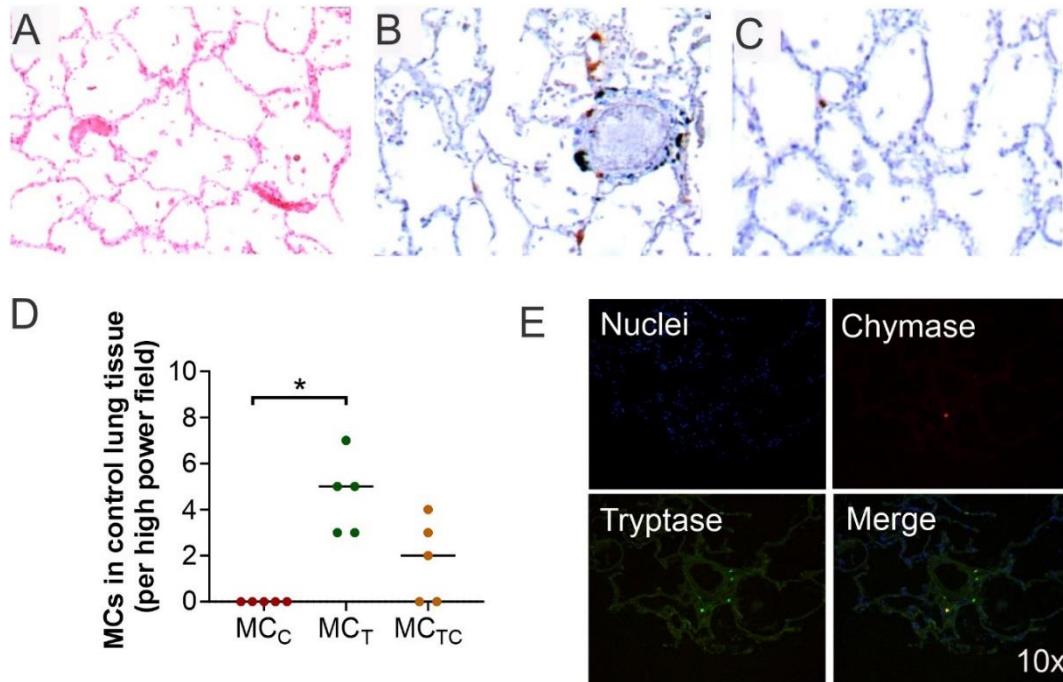 A
B
C
D
MCs in control lung tissue
(per high power field)
10
8
6
4
2
0
*
MCC
MCT
MCTC
E
Nuclei
Chymase
Tryptase
Merge
10x